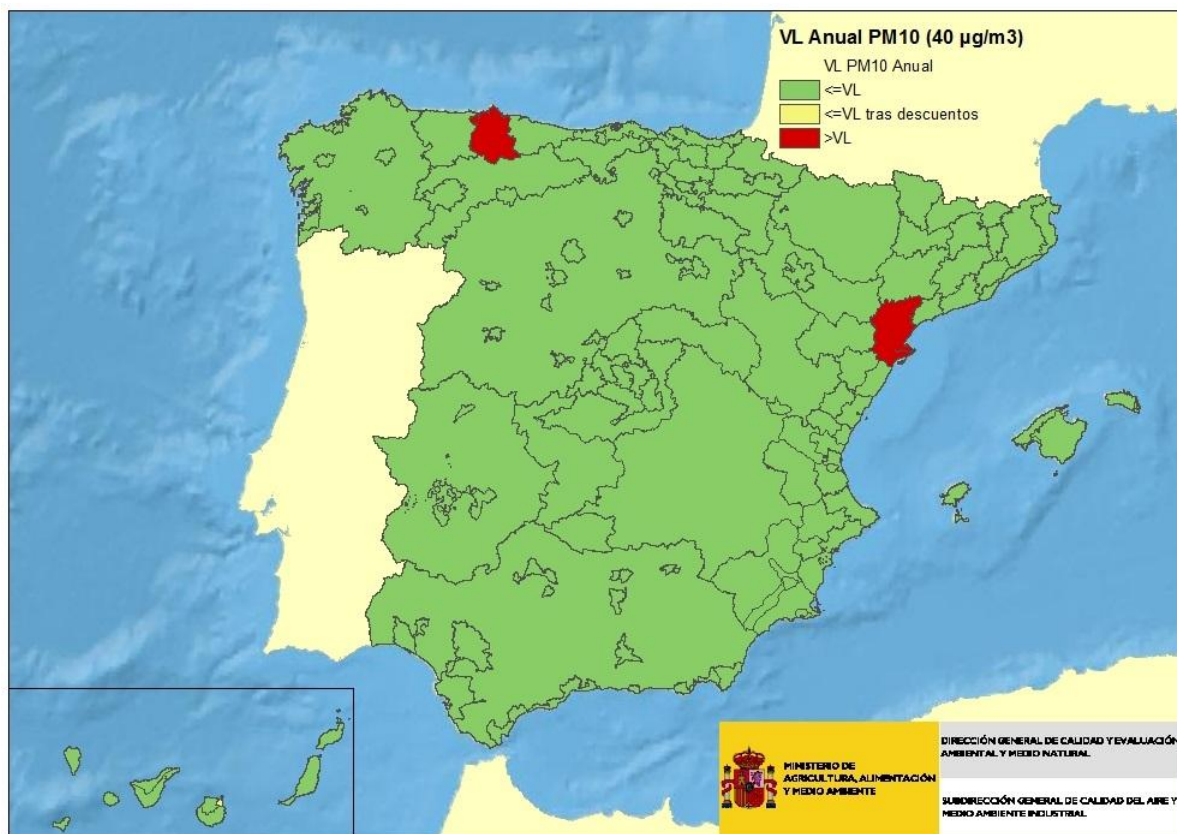 VL Anual PM10 (40 µg/m3)
VL PM10 Anual
<=VL
<=VL tras descuentos
>VL
MINISTERIO DE
AGRICULTURA, ALIMENTACIÓN
Y MEDIO AMBIENTE
DIRECCIÓN GENERAL DE CALIDAD Y EVALUACIÓN
AMBIENTAL Y MEDIO NATURAL
SUBDIRECCIÓN GENERAL DE CALIDAD DEL AIRE Y
MEDIO AMBIENTE INDUSTRIAL